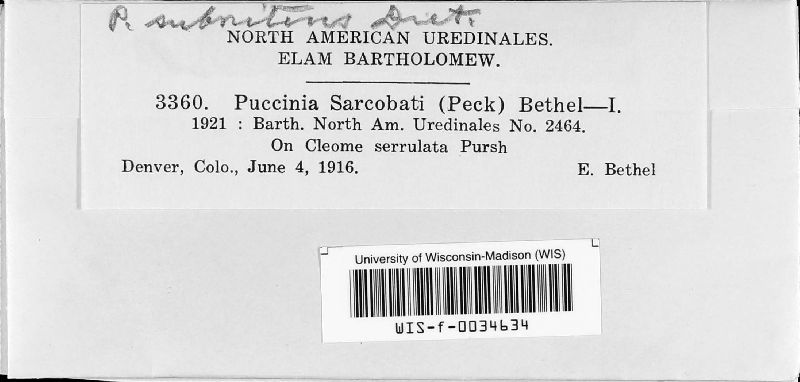 P. subnitens Diet.
NORTH AMERICAN UREDINALES.
ELAM BARTHOLOMEW.
3360. Puccinia Sarcobati (Peck) Bethel—I.
1921 : Barth. North Am. Uredinales No. 2464.
On Cleome serrulata Pursh
Denver, Colo., June 4, 1916. E. Bethel
University of Wisconsin-Madison (WIS)
WIS-f-0034634